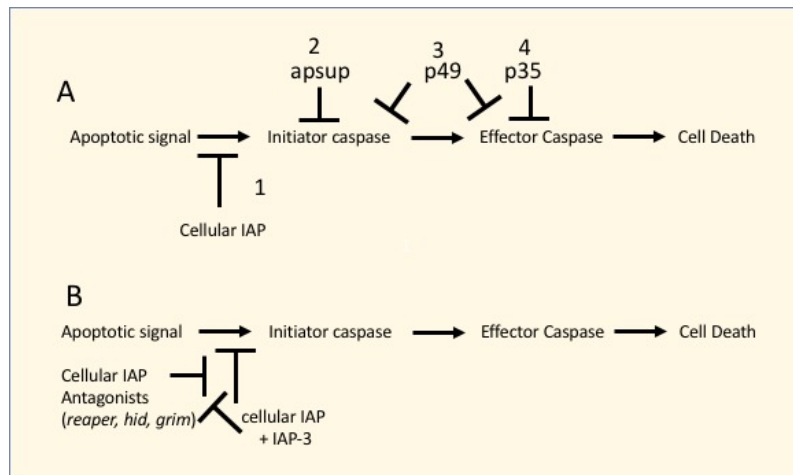 A
2
apsup
3
p49
4
p35
Apoptotic signal Initiator caspase Effector Caspase Cell Death
1
Cellular IAP
B
Apoptotic signal Initiator caspase Effector Caspase Cell Death
Cellular IAP
Antagonists
(reaper, hid, grim)
cellular IAP
+ IAP-3